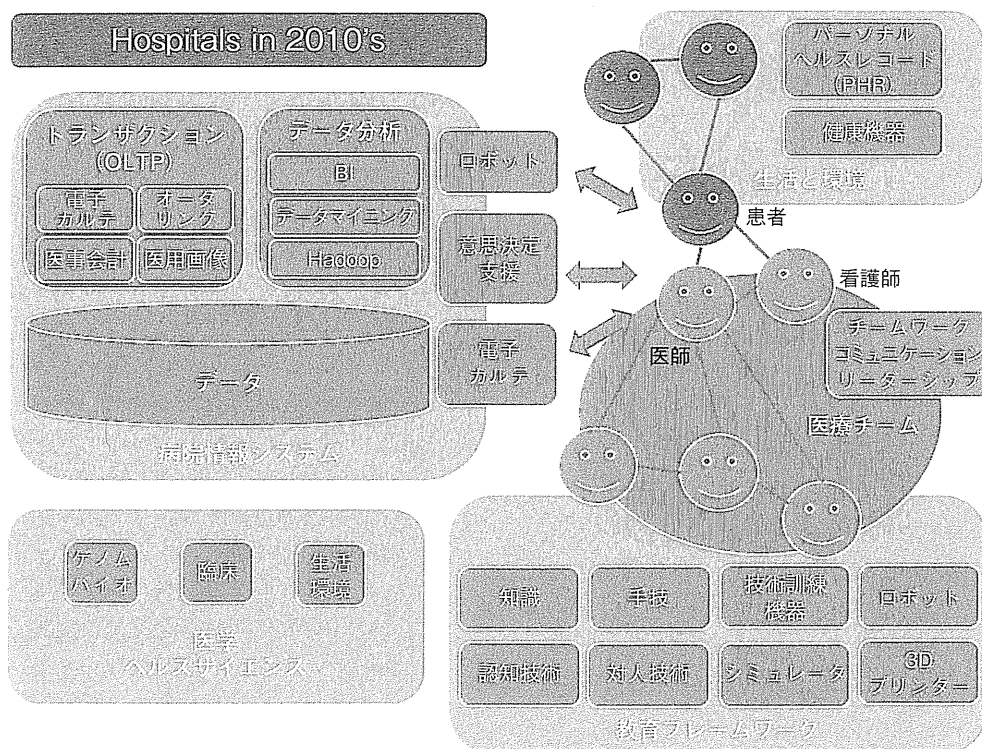 Hospitals in 2010's
トランザクション
(OLTP)
電子
カルテ
オーダ
リング
医事会計
医用画像
データ分析
BI
データマイニング
Hadoop
データ
病院情報システム
ロボット
意思決定
支援
電子
カルテ
パーソナル
ヘルスレコード
(PHR)
健康機器
生活と環境
患者
看護師
医師
チームワーク
コミュニケーション
リーダーシップ
医療チーム
ゲノム
バイオ
臨床
生活
環境
医学
ヘルスサイエンス
知識
手技
技術訓練
機器
ロボット
認知技術
対人技術
シミュレータ
3D
プリンター
教育フレームワーク